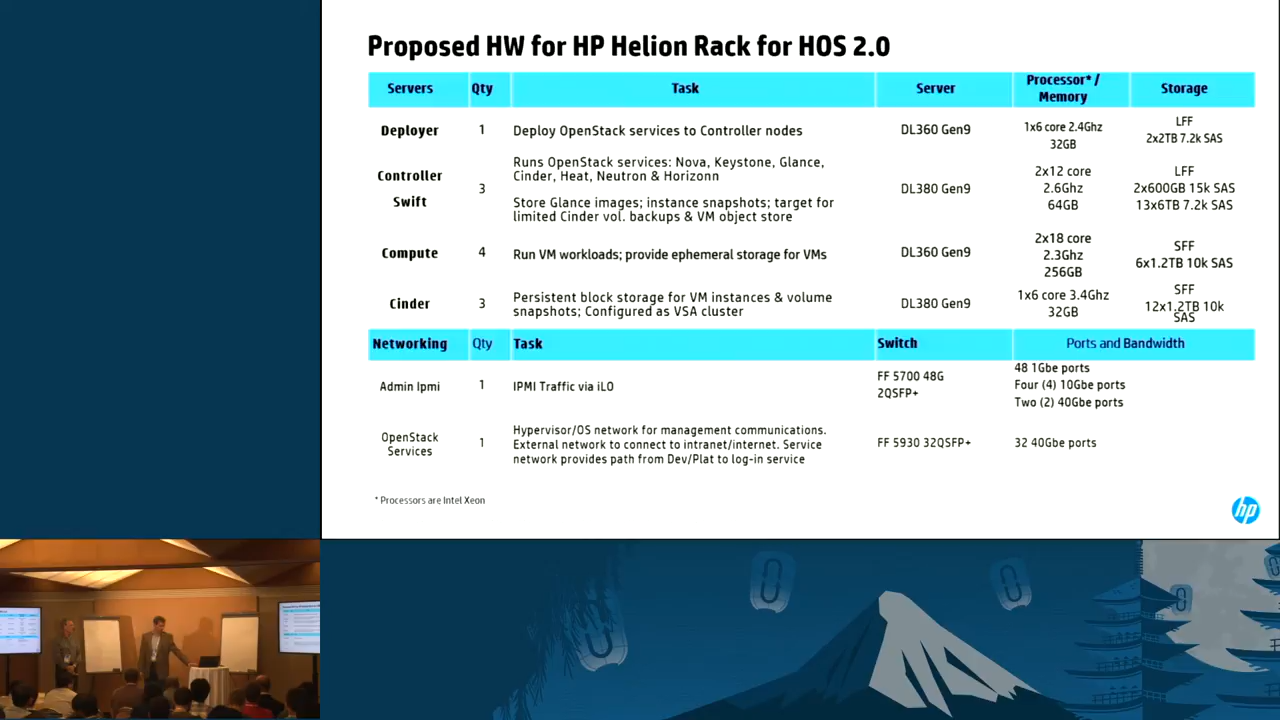 Proposed HW for HP Helion Rack for HOS 2.0
Servers Qty Task Server Processor* / Memory Storage
Deployer 1 Deploy OpenStack services to Controller nodes DL360 Gen9 1x6 core 2.4Ghz 32GB LFF 2x2TB 7.2k SAS
Controller
Swift
3
Runs OpenStack services: Nova, Keystone, Glance,
Cinder, Heat, Neutron & Horizonn
Store Glance images; instance snapshots; target for
limited Cinder vol. backups & VM object store
DL380 Gen9
2x12 core
2.6Ghz
64GB
LFF
2x600GB 15k SAS
13x6TB 7.2k SAS
Compute 4 Run VM workloads; provide ephemeral storage for VMs DL360 Gen9
2x18 core
2.3Ghz
256GB
SFF
6x1.2TB 10k SAS
Cinder 3
Persistent block storage for VM instances & volume
snapshots; Configured as VSA cluster
DL380 Gen9
1x6 core 3.4Ghz
32GB
SFF
12x1.2TB 10k
SAS
Networking Qty Task Switch Ports and Bandwidth
Admin Ipmi 1 IPMI Traffic via iLO
FF 5700 48G
2QSFP+
48 1Gbe ports
Four (4) 10Gbe ports
Two (2) 40Gbe ports
OpenStack
Services
1
Hypervisor/OS network for management communications.
External network to connect to intranet/internet. Service
network provides path from Dev/Plat to log-in service
FF 5930 32QSFP+
32 40Gbe ports
* Processors are Intel Xeon
hp